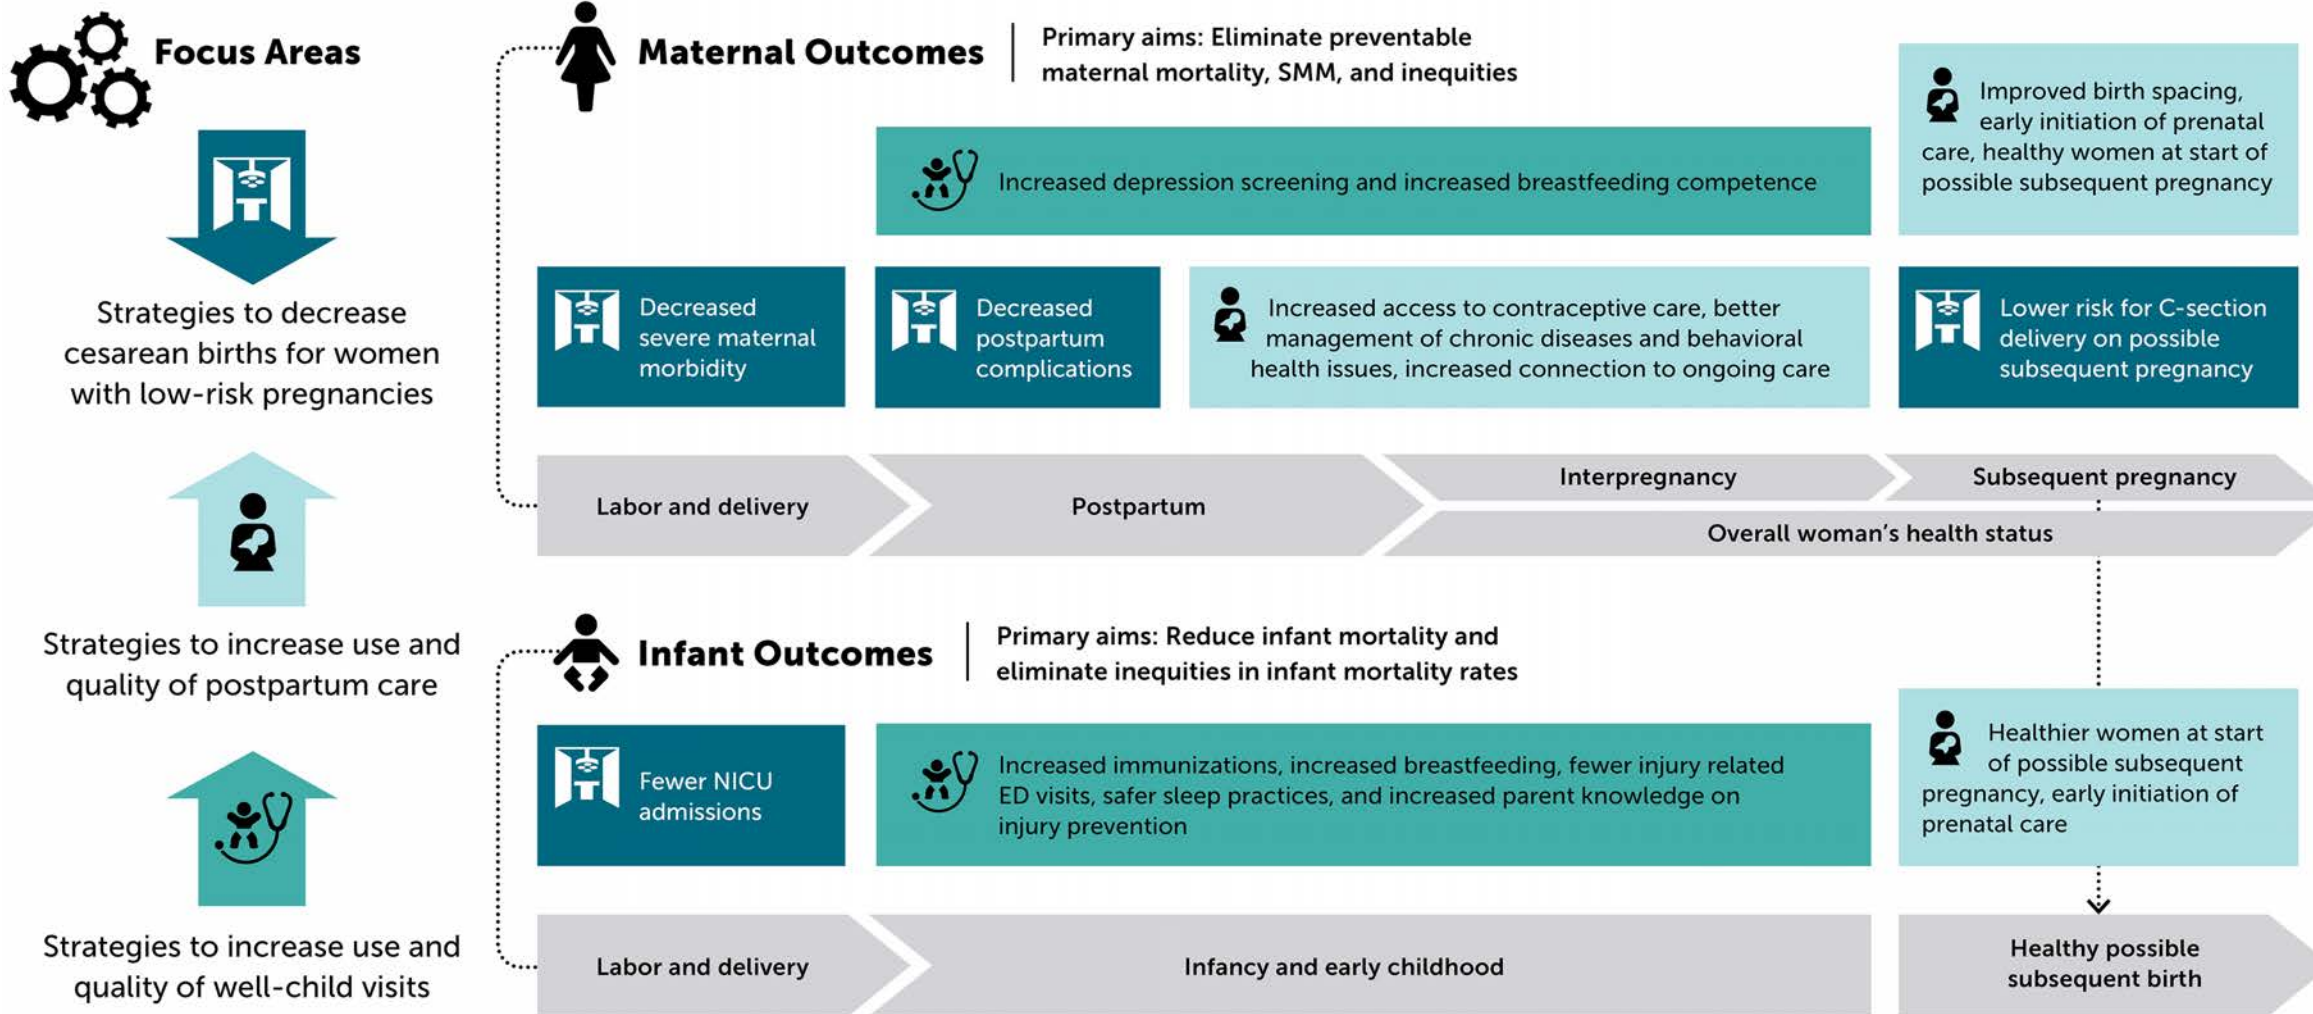 Focus Areas
Strategies to decrease
cesarean births for women
with low-risk pregnancies
Strategies to increase use and
quality of postpartum care
Strategies to increase use and
quality of well-child visits
Maternal Outcomes
Primary aims: Eliminate preventable
maternal mortality, SMM, and inequities
Increased depression screening and increased breastfeeding competence
Improved birth spacing,
early initiation of prenatal
care, healthy women at start of
possible subsequent pregnancy
Decreased
severe maternal
morbidity
Decreased
postpartum
complications
Increased access to contraceptive care, better
management of chronic diseases and behavioral
health issues, increased connection to ongoing care
Lower risk for C-section
delivery on possible
subsequent pregnancy
Labor and delivery
Postpartum
Interpregnancy
Subsequent pregnancy
Overall woman's health status
Infant Outcomes
Primary aims: Reduce infant mortality and
eliminate inequities in infant mortality rates
Fewer NICU
admissions
Increased immunizations, increased breastfeeding, fewer injury related
ED visits, safer sleep practices, and increased parent knowledge on
injury prevention
Healthier women at start
of possible subsequent
pregnancy, early initiation of
prenatal care
Labor and delivery
Infancy and early childhood
Healthy possible
subsequent birth